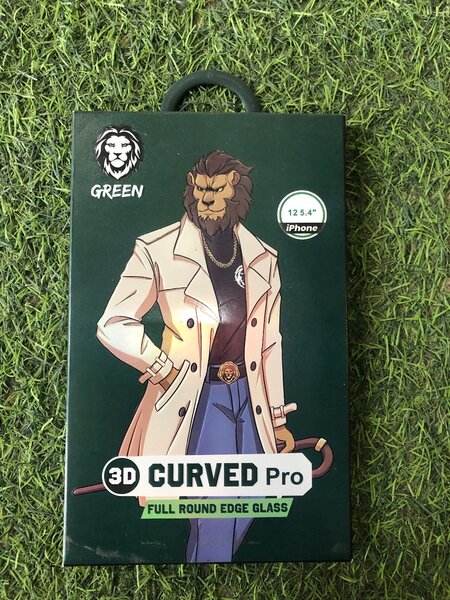 GREEN
12 5.4"
iPhone
3D CURVED Pro
FULL ROUND EDGE GLASS